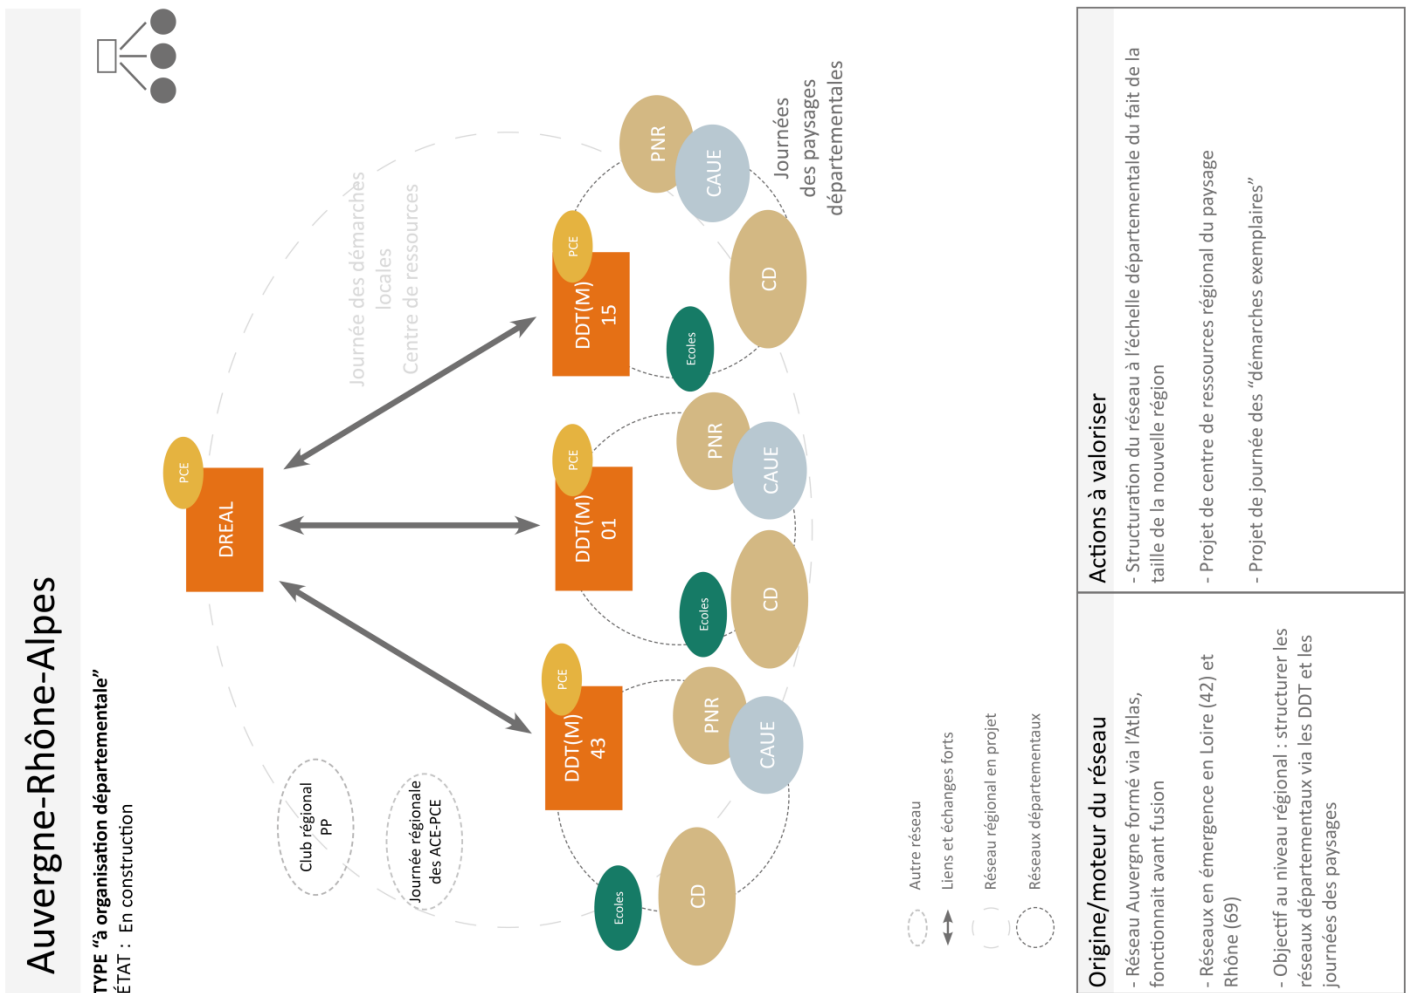 Auvergne-Rhône-Alpes
TYPE “à organisation départementale”
ÉTAT : En construction
PCE
DREAL
Club régional
PP
Journée régionale
des ACE-PCE
Journée des démarches
locales
Centre de ressources
PCE
DDT(M)
43
Ecoles
CD
PNR
CAUE
PCE
DDT(M)
01
Ecoles
CD
PNR
CAUE
PCE
DDT(M)
15
Ecoles
CD
PNR
CAUE
Journées
des paysages
départementales
Autre réseau
Liens et échanges forts
Réseau régional en projet
Réseaux départementaux
Origine/moteur du réseau
- Réseau Auvergne formé via l’Atlas,
fonctionnait avant fusion
- Réseaux en émergence en Loire (42) et
Rhône (69)
- Objectif au niveau régional : structurer les
réseaux départementaux via les DDT et les
journées des paysages
Actions à valoriser
- Structuration du réseau à l’échelle départementale du fait de la
taille de la nouvelle région
- Projet de centre de ressources régional du paysage
- Projet de journée des “démarches exemplaires”